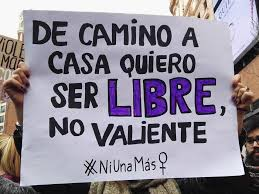 DE CAMINO A
CASA QUIERO
SER LIBRE,
NO VALIENTE
#NiUnaMás♀